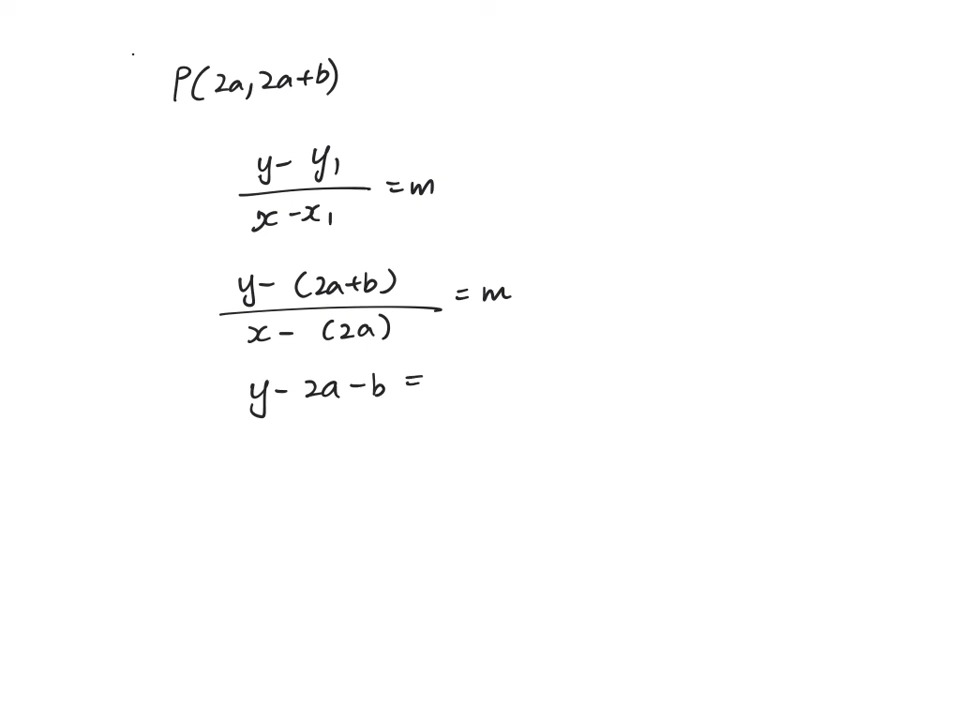 P(2a, 2a+b)
y - y₁
x - x₁
= m
y - (2a+b)
x - (2a)
= m
y - 2a - b =